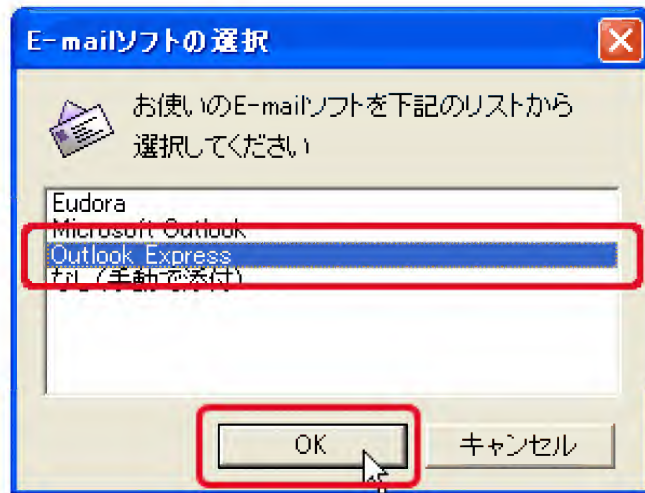 E-mailソフトの選択
お使いのE-mailソフトを下記のリストから
選択してください
Eudora
Microsoft Outlook
Outlook Express
なし(手動で添付)
OK
キャンセル